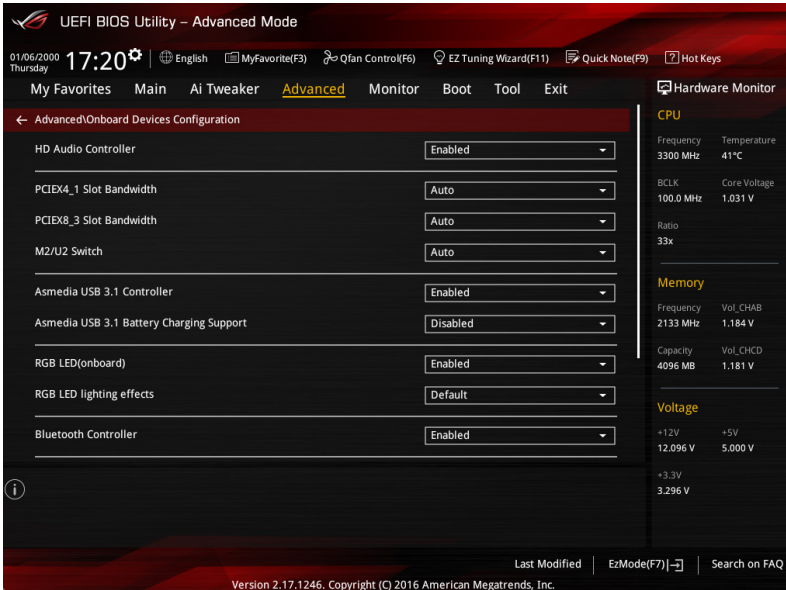 UEFI BIOS Utility – Advanced Mode
01/06/2000 Thursday 17:20 English MyFavorite(F3) Qfan Control(F6) EZ Tuning Wizard(F11) Quick Note(F9) ? Hot Keys
My Favorites Main Ai Tweaker Advanced Monitor Boot Tool Exit
← Advanced\Onboard Devices Configuration
HD Audio Controller Enabled
PCIEX4_1 Slot Bandwidth Auto
PCIEX8_3 Slot Bandwidth Auto
M2/U2 Switch Auto
Asmedia USB 3.1 Controller Enabled
Asmedia USB 3.1 Battery Charging Support Disabled
RGB LED(onboard) Enabled
RGB LED lighting effects Default
Bluetooth Controller Enabled
Hardware Monitor
CPU
Frequency Temperature
3300 MHz 41°C
BCLK Core Voltage
100.0 MHz 1.031 V
Ratio
33x
Memory
Frequency Vol_CHAB
2133 MHz 1.184 V
Capacity Vol_CHCD
4096 MB 1.181 V
Voltage
+12V +5V
12.096 V 5.000 V
+3.3V
3.296 V
Last Modified EzMode(F7) Search on FAQ
Version 2.17.1246. Copyright (C) 2016 American Megatrends, Inc.